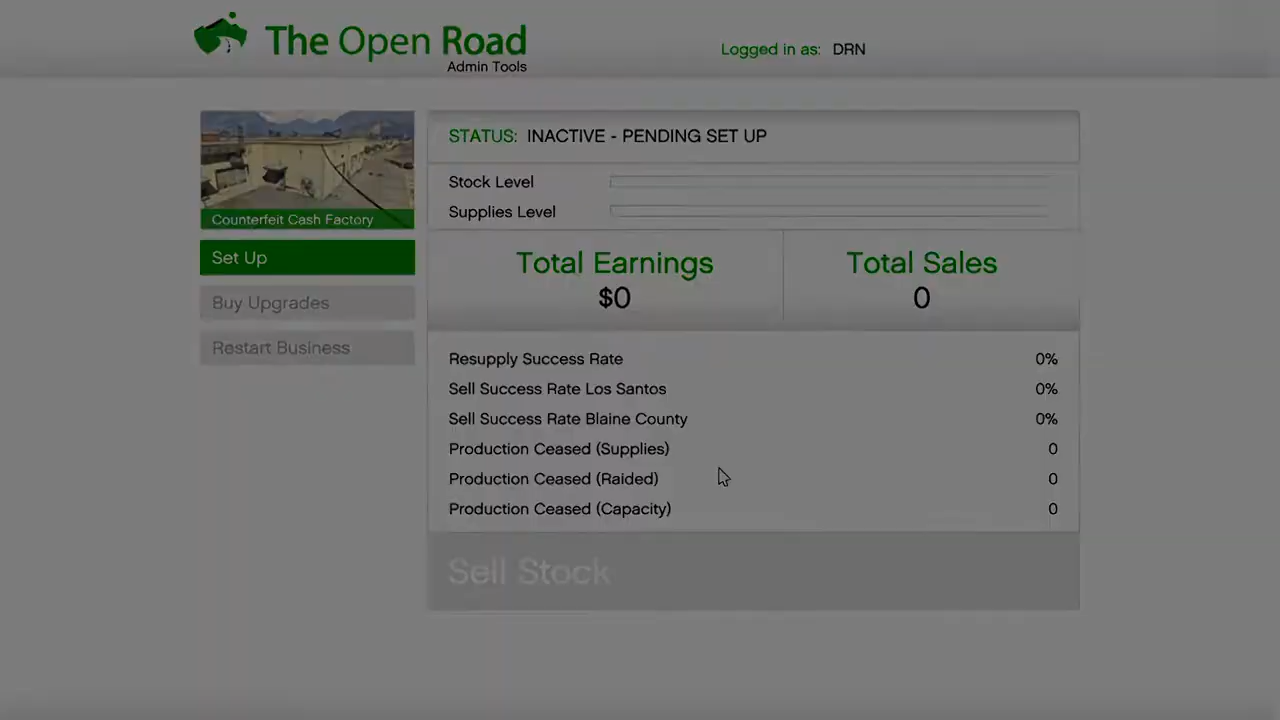 The Open Road
Admin Tools
Logged in as: DRN
Counterfeit Cash Factory
Set Up
Buy Upgrades
Restart Business
STATUS: INACTIVE - PENDING SET UP
Stock Level
Supplies Level
Total Earnings
$0
Total Sales
0
Resupply Success Rate 0%
Sell Success Rate Los Santos 0%
Sell Success Rate Blaine County 0%
Production Ceased (Supplies) 0
Production Ceased (Raided) 0
Production Ceased (Capacity) 0
Sell Stock